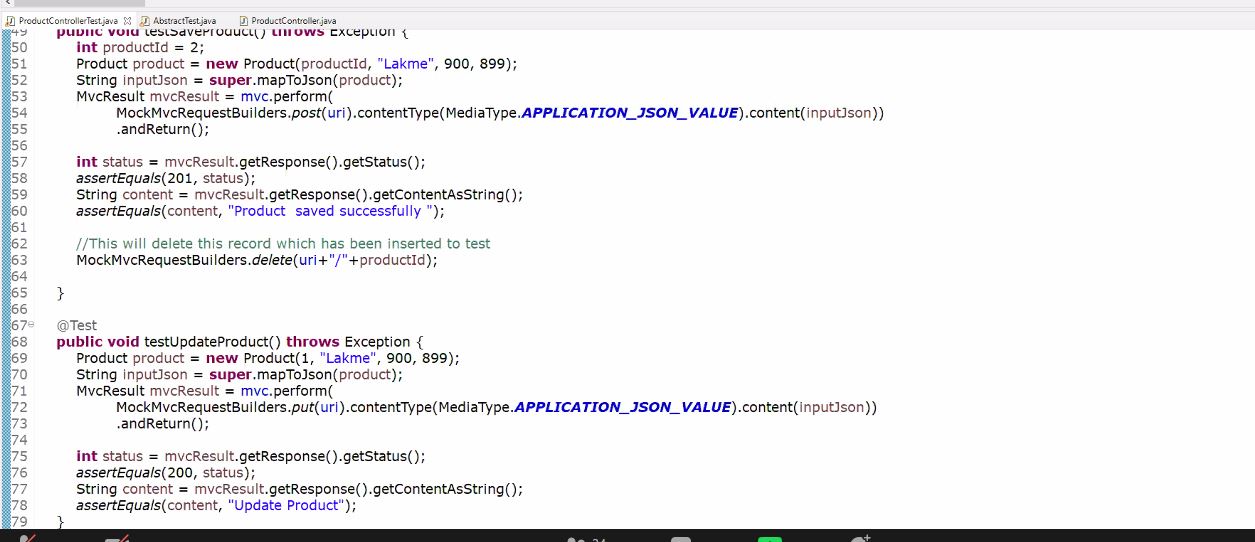 ProductControllerTest.java AbstractTest.java ProductController.java
49 public void testSaveProduct() throws Exception {
50 int productId = 2;
51 Product product = new Product(productId, "Lakme", 900, 899);
52 String inputJson = super.mapToJson(product);
53 MvcResult mvcResult = mvc.perform(
54 MockMvcRequestBuilders.post(uri).contentType(MediaType.APPLICATION_JSON_VALUE).content(inputJson))
55 .andReturn();
56
57 int status = mvcResult.getResponse().getStatus();
58 assertEquals(201, status);
59 String content = mvcResult.getResponse().getContentAsString();
60 assertEquals(content, "Product  saved successfully ");
61
62 //This will delete this record which has been inserted to test
63 MockMvcRequestBuilders.delete(uri+"/"+productId);
64
65 }
66
67 @Test
68 public void testUpdateProduct() throws Exception {
69 Product product = new Product(1, "Lakme", 900, 899);
70 String inputJson = super.mapToJson(product);
71 MvcResult mvcResult = mvc.perform(
72 MockMvcRequestBuilders.put(uri).contentType(MediaType.APPLICATION_JSON_VALUE).content(inputJson))
73 .andReturn();
74
75 int status = mvcResult.getResponse().getStatus();
76 assertEquals(200, status);
77 String content = mvcResult.getResponse().getContentAsString();
78 assertEquals(content, "Update Product");
79 }